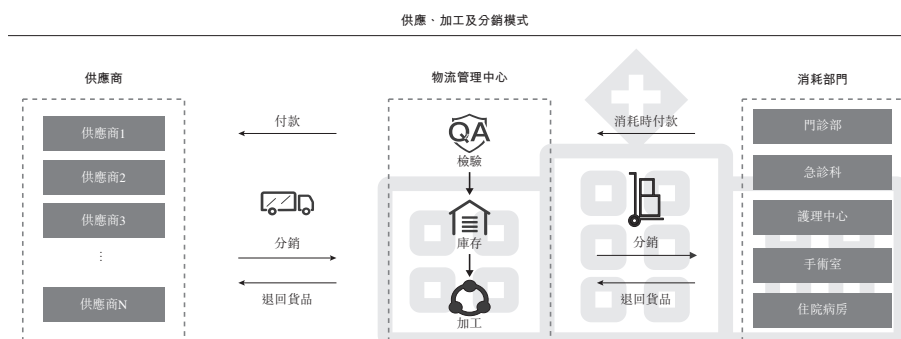 供應、加工及分銷模式
供應商
物流管理中心
消耗部門
供應商1
供應商2
供應商3
⋮
供應商N
付款
分銷
退回貨品
QA
檢驗
庫存
加工
消耗時付款
分銷
退回貨品
門診部
急診科
護理中心
手術室
住院病房